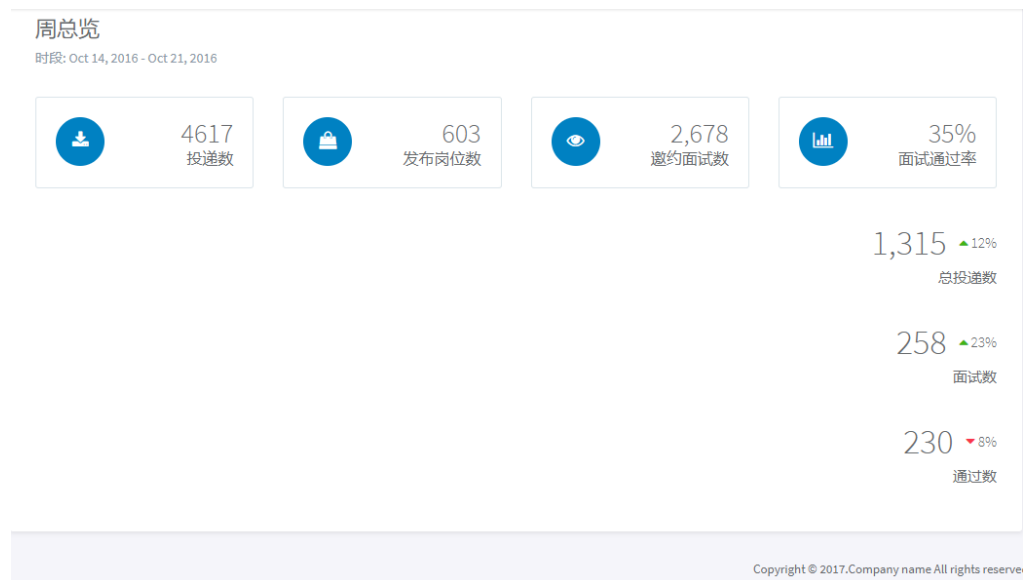 周总览
时段: Oct 14, 2016 - Oct 21, 2016
4617
投递数
603
发布岗位数
2,678
邀约面试数
35%
面试通过率
1,315 12%
总投递数
258 23%
面试数
230 8%
通过数
Copyright © 2017.Company name All rights reserve